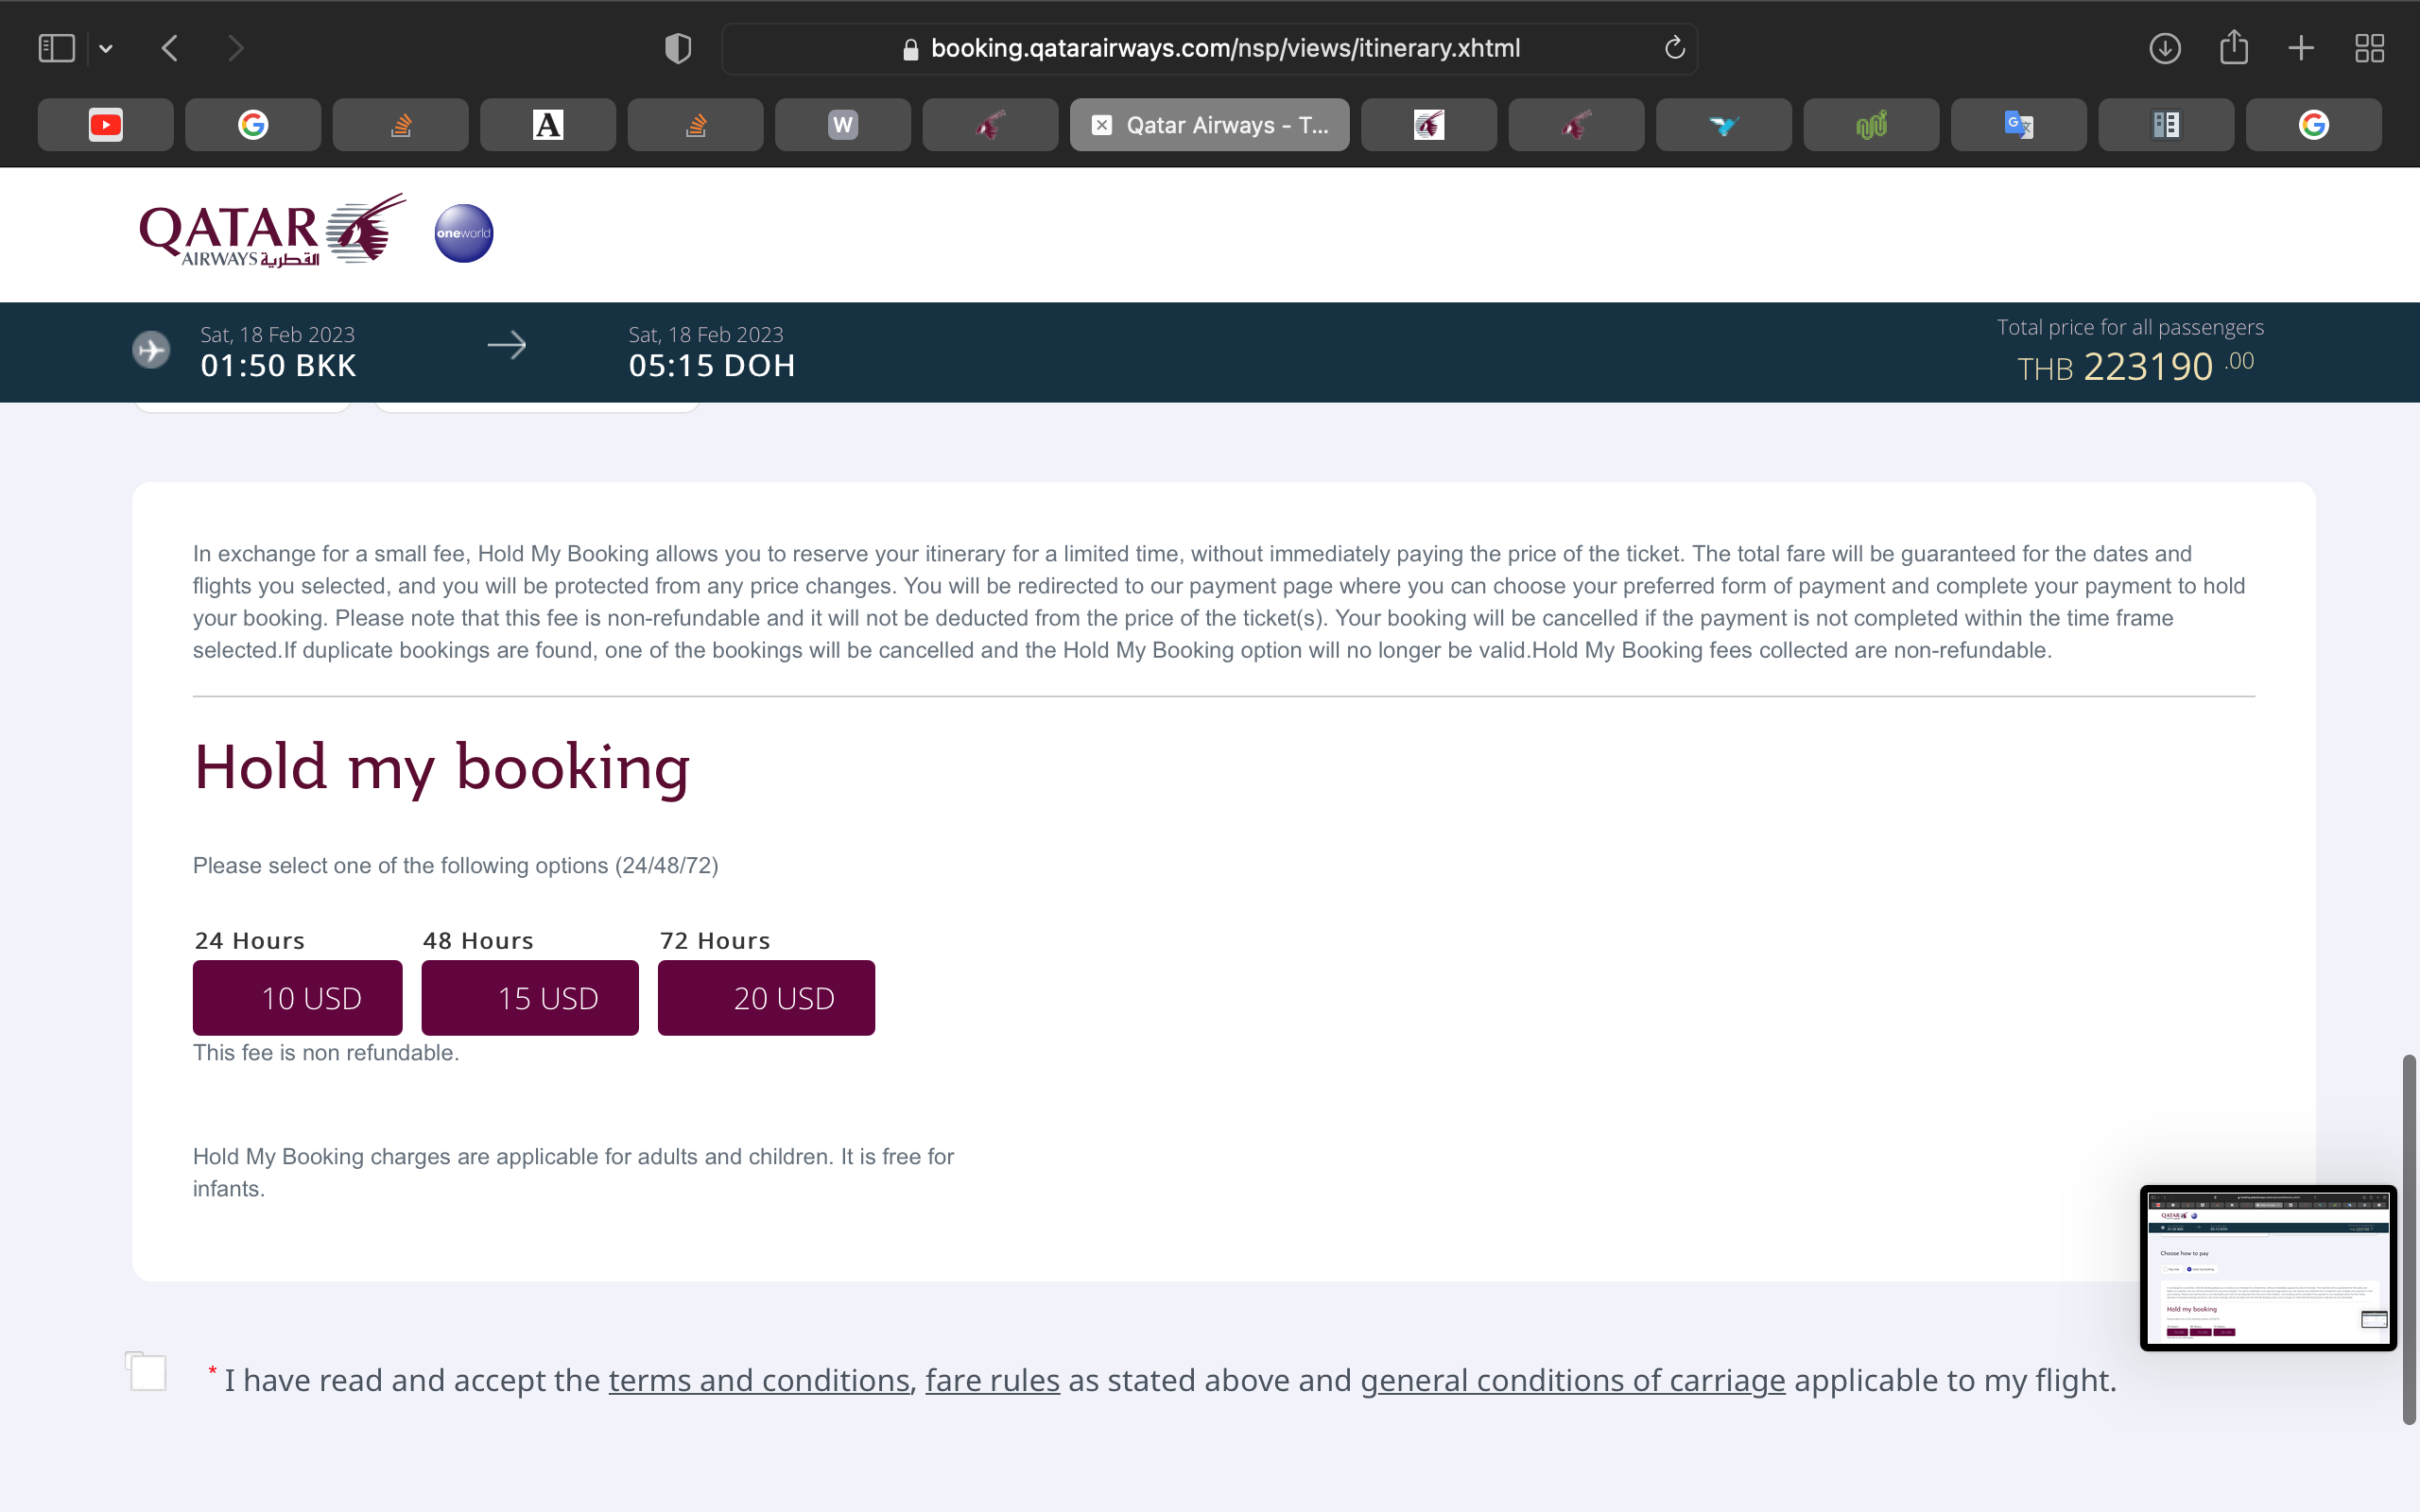 booking.qatarairways.com/nsp/views/itinerary.xhtml
A
W
Qatar Airways - T...
QATAR
AIRWAYS القطرية
oneworld
Sat, 18 Feb 2023
01:50 BKK
Sat, 18 Feb 2023
05:15 DOH
Total price for all passengers
THB 223190 .00
In exchange for a small fee, Hold My Booking allows you to reserve your itinerary for a limited time, without immediately paying the price of the ticket. The total fare will be guaranteed for the dates and
flights you selected, and you will be protected from any price changes. You will be redirected to our payment page where you can choose your preferred form of payment and complete your payment to hold
your booking. Please note that this fee is non-refundable and it will not be deducted from the price of the ticket(s). Your booking will be cancelled if the payment is not completed within the time frame
selected.If duplicate bookings are found, one of the bookings will be cancelled and the Hold My Booking option will no longer be valid.Hold My Booking fees collected are non-refundable.
Hold my booking
Please select one of the following options (24/48/72)
24 Hours 48 Hours 72 Hours
10 USD 15 USD 20 USD
This fee is non refundable.
Hold My Booking charges are applicable for adults and children. It is free for
infants.
QATAR
Choose how to pay
Hold my booking
* I have read and accept the terms and conditions, fare rules as stated above and general conditions of carriage applicable to my flight.